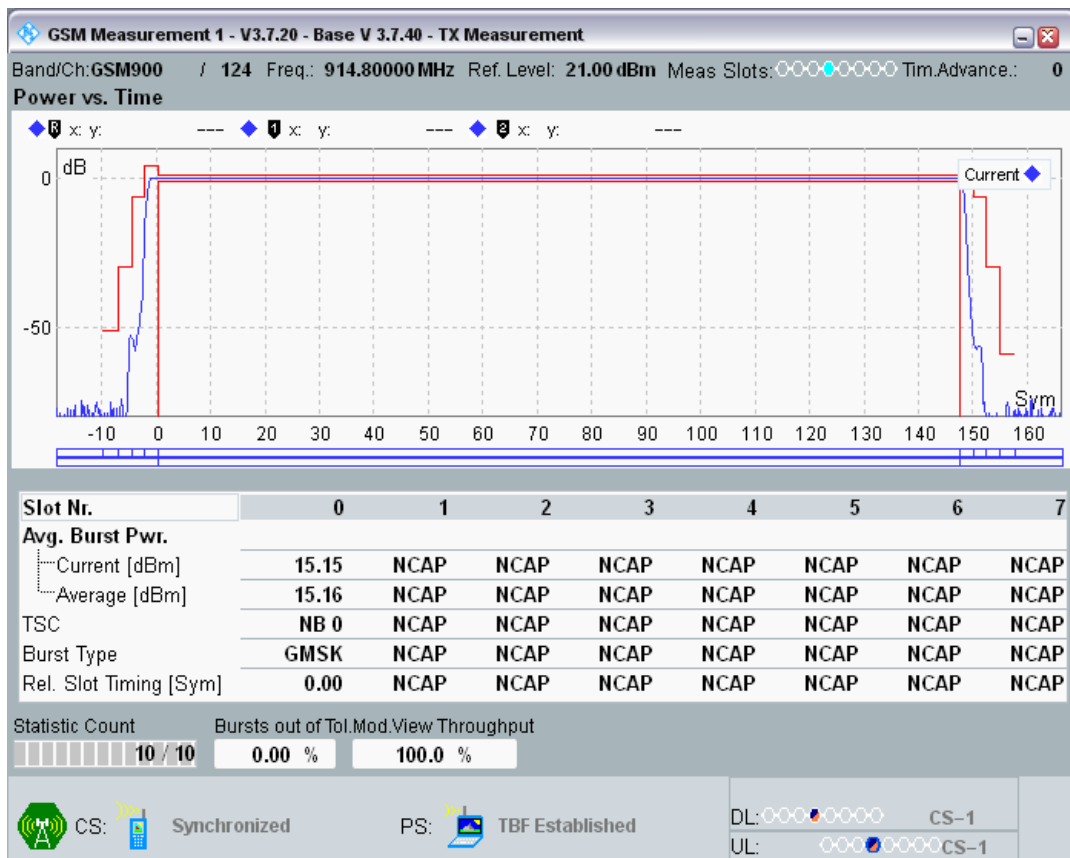 GSM Measurement 1 - V3.7.20 - Base V 3.7.40 - TX Measurement
Band/Ch:GSM900 / 124 Freq.: 914.80000 MHz Ref. Level: 21.00 dBm Meas Slots: Tim.Advance.: 0
Power vs. Time
R x: y: --- 1 x: y: --- 2 x: y: ---
dB
0
Current
-50
Sym
-10 0 10 20 30 40 50 60 70 80 90 100 110 120 130 140 150 160
Slot Nr. 0 1 2 3 4 5 6 7
Avg. Burst Pwr.
Current [dBm] 15.15 NCAP NCAP NCAP NCAP NCAP NCAP NCAP
Average [dBm] 15.16 NCAP NCAP NCAP NCAP NCAP NCAP NCAP
TSC NB 0 NCAP NCAP NCAP NCAP NCAP NCAP NCAP
Burst Type GMSK NCAP NCAP NCAP NCAP NCAP NCAP NCAP
Rel. Slot Timing [Sym] 0.00 NCAP NCAP NCAP NCAP NCAP NCAP NCAP
Statistic Count Bursts out of Tol.Mod.View Throughput
10 / 10 0.00 % 100.0 %
CS: Synchronized PS: TBF Established
DL: CS-1
UL: CS-1